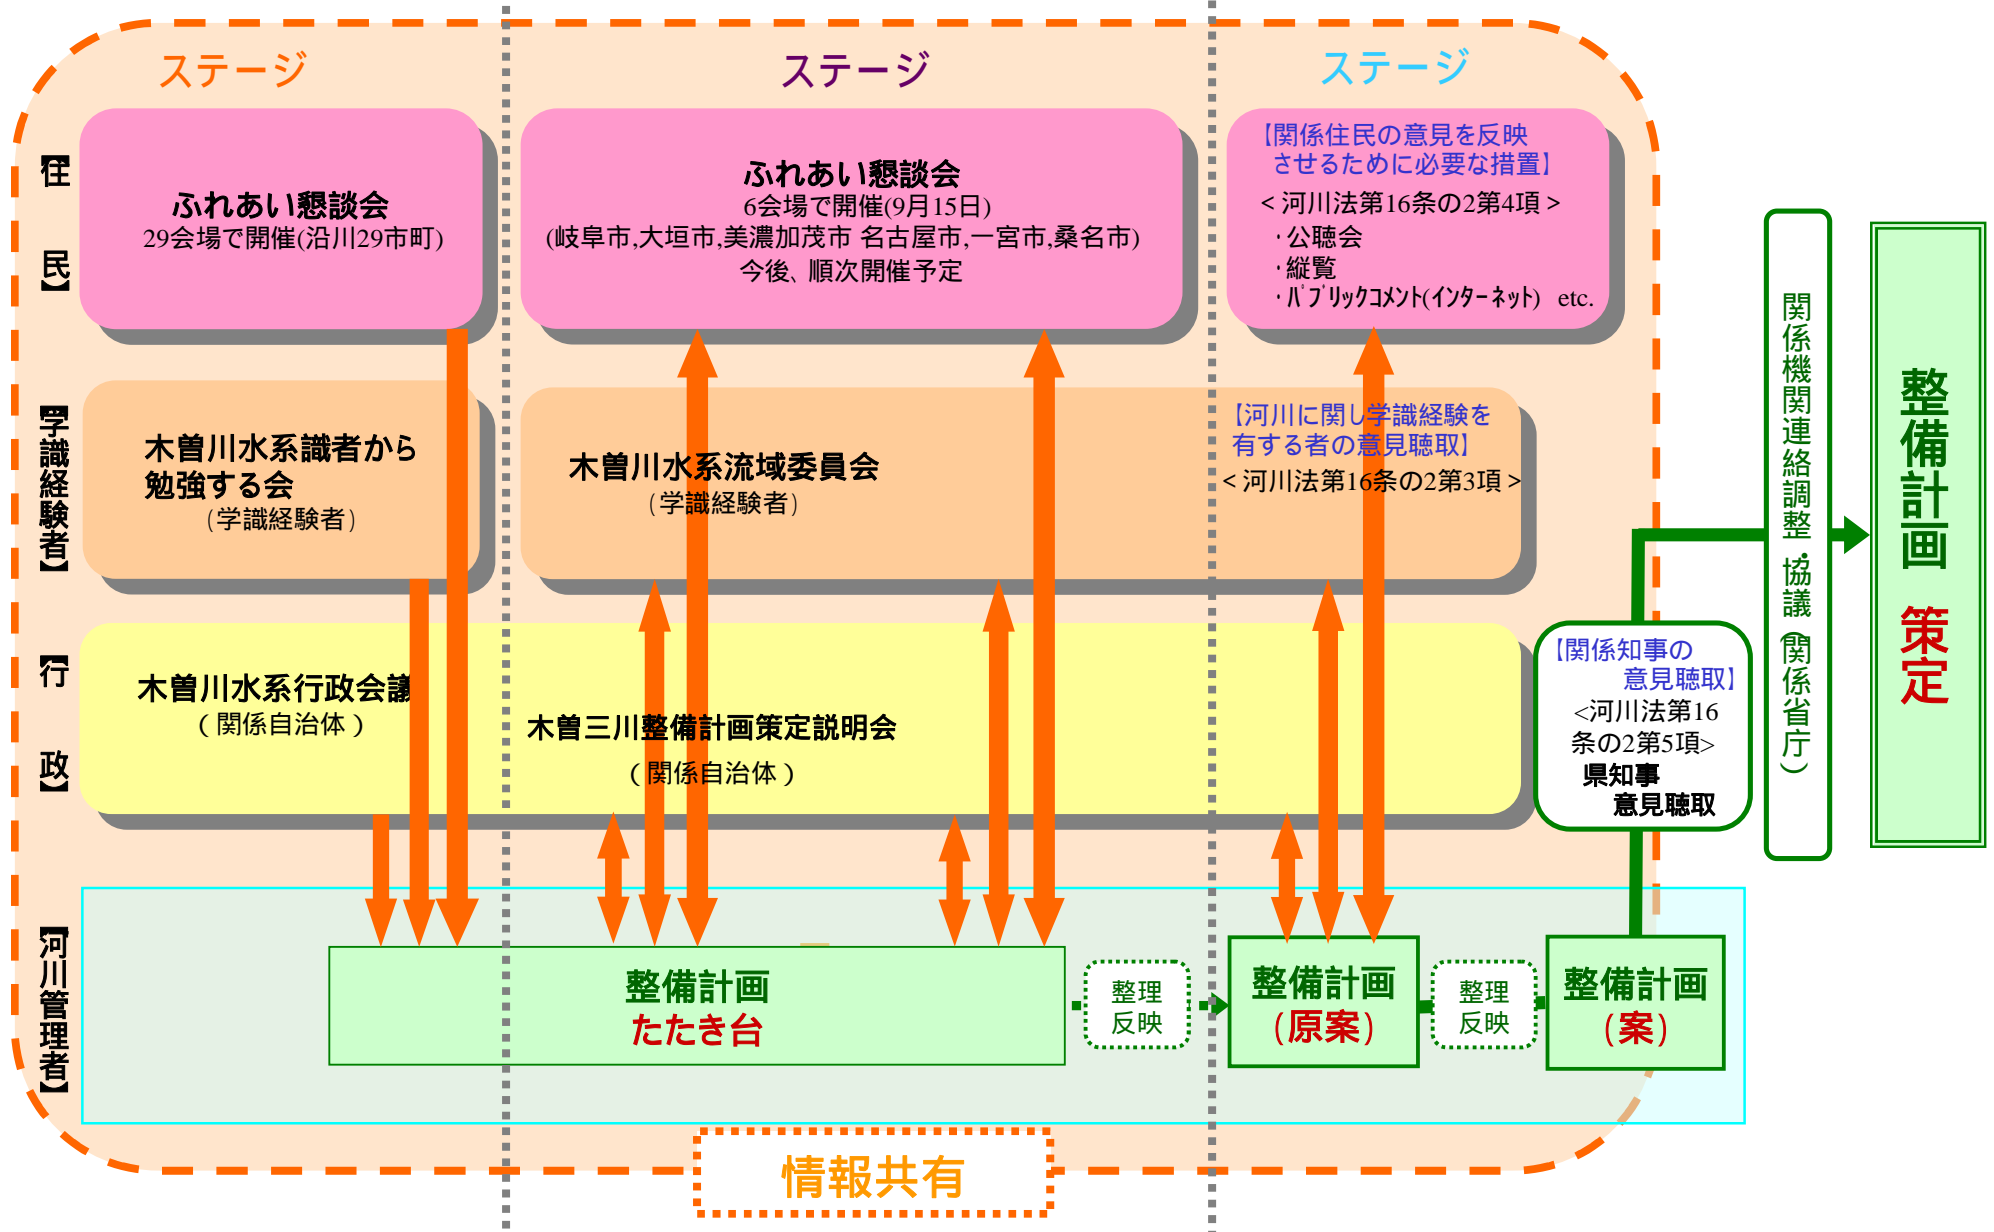 ステージ
ステージ
ステージ
【住民】
ふれあい懇談会
29会場で開催(沿川29市町)
ふれあい懇談会
6会場で開催(9月15日)
(岐阜市,大垣市,美濃加茂市 名古屋市,一宮市,桑名市)
今後、順次開催予定
【関係住民の意見を反映
させるために必要な措置】
<河川法第16条の2第4項>
・公聴会
・縦覧
・パブリックコメント(インターネット) etc.
【学識経験者】
木曽川水系識者から
勉強する会
(学識経験者)
木曽川水系流域委員会
(学識経験者)
【河川に関し学識経験を
有する者の意見聴取】
<河川法第16条の2第3項>
【行政】
木曽川水系行政会議
(関係自治体)
木曽三川整備計画策定説明会
(関係自治体)
【関係知事の
意見聴取】
<河川法第16
条の2第5項>
県知事
意見聴取
関係機関連絡調整・協議(関係省庁)
整備計画 策定
【河川管理者】
整備計画
たたき台
整理
反映
整備計画
(原案)
整理
反映
整備計画
(案)
情報共有